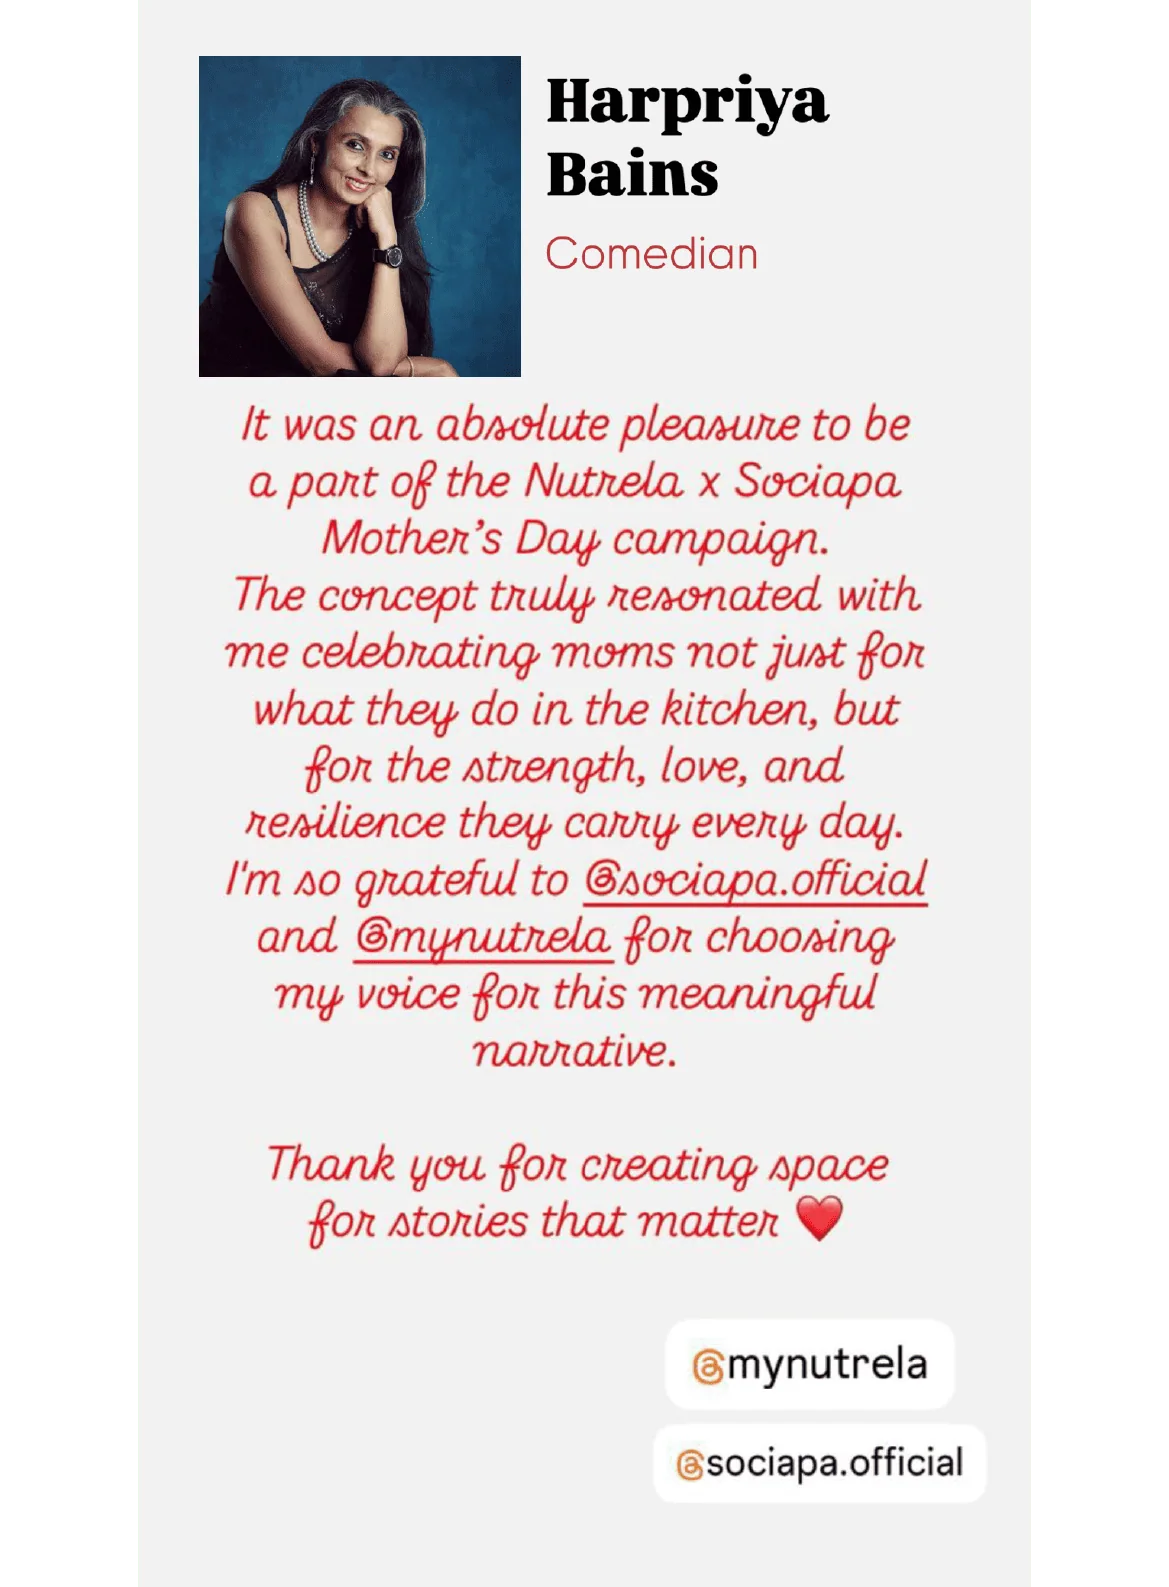 Harpriya
Bains
Comedian
It was an absolute pleasure to be
a part of the Nutrela x Sociapa
Mother's Day campaign.
The concept truly resonated with
me celebrating moms not just for
what they do in the kitchen, but
for the strength, love, and
resilience they carry every day.
I'm so grateful to @sociapa.official
and @mynutrela for choosing
my voice for this meaningful
narrative.
Thank you for creating space
for stories that matter ❤️
@mynutrela
@sociapa.official